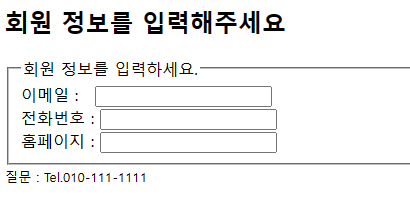 회원 정보를 입력해주세요
회원 정보를 입력하세요.
이메일 :
전화번호 :
홈페이지 :
질문 : Tel.010-111-1111